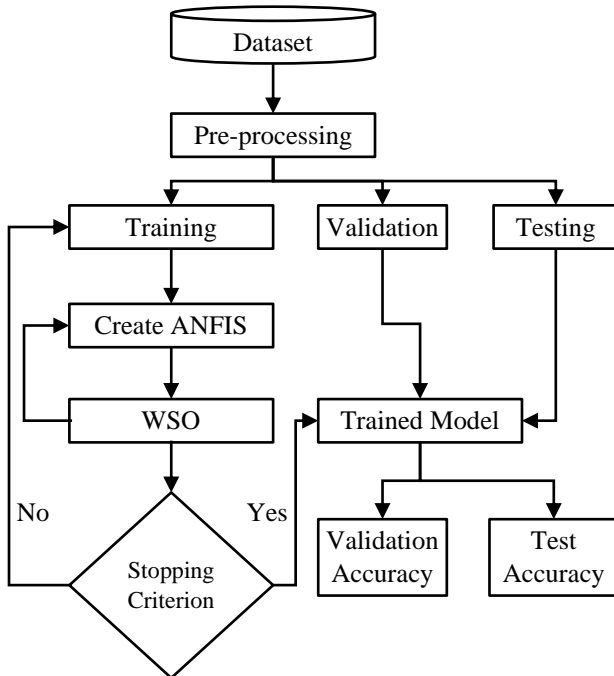 Dataset
Pre-processing
Training
Validation
Testing
Create ANFIS
WSO
Trained Model
No
Yes
Stopping
Criterion
Validation
Accuracy
Test
Accuracy